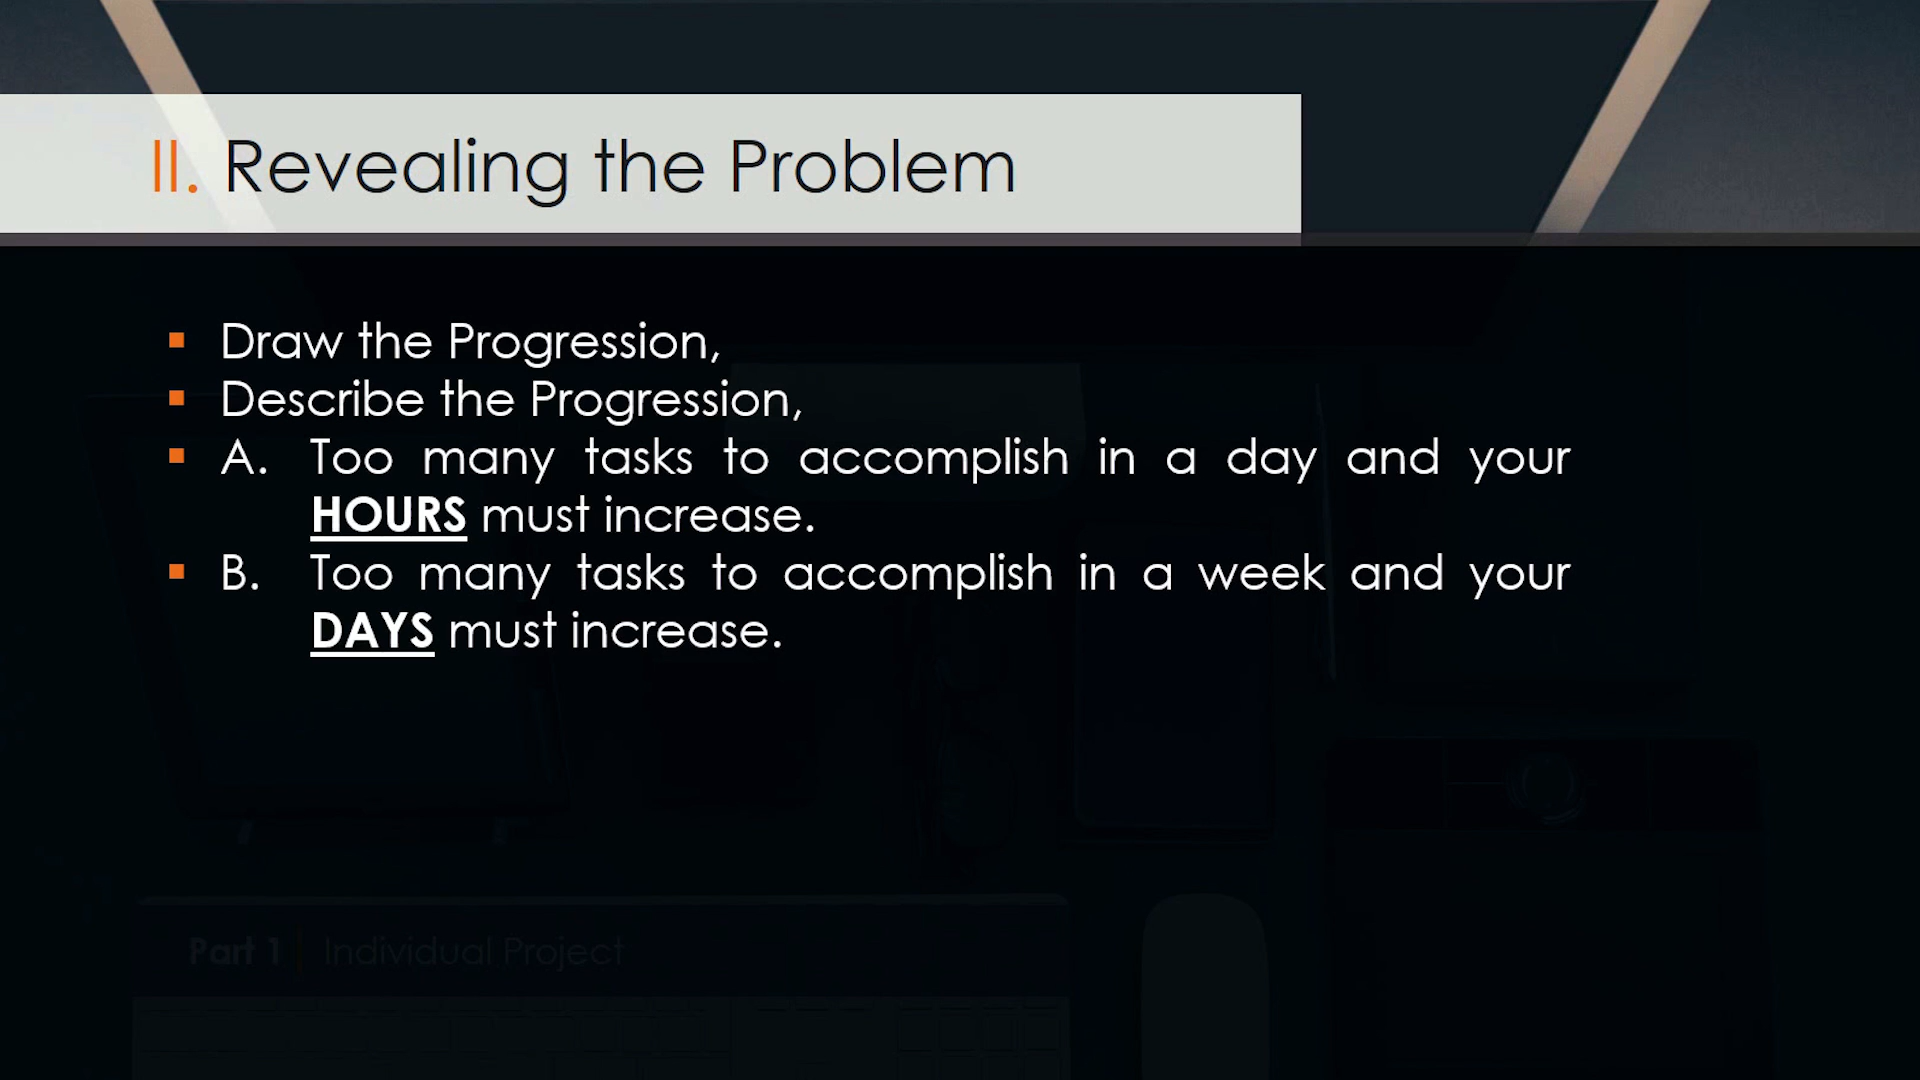 II. Revealing the Problem
Draw the Progression,
Describe the Progression,
A. Too many tasks to accomplish in a day and your
HOURS must increase.
B. Too many tasks to accomplish in a week and your
DAYS must increase.
Part 1 Individual Project